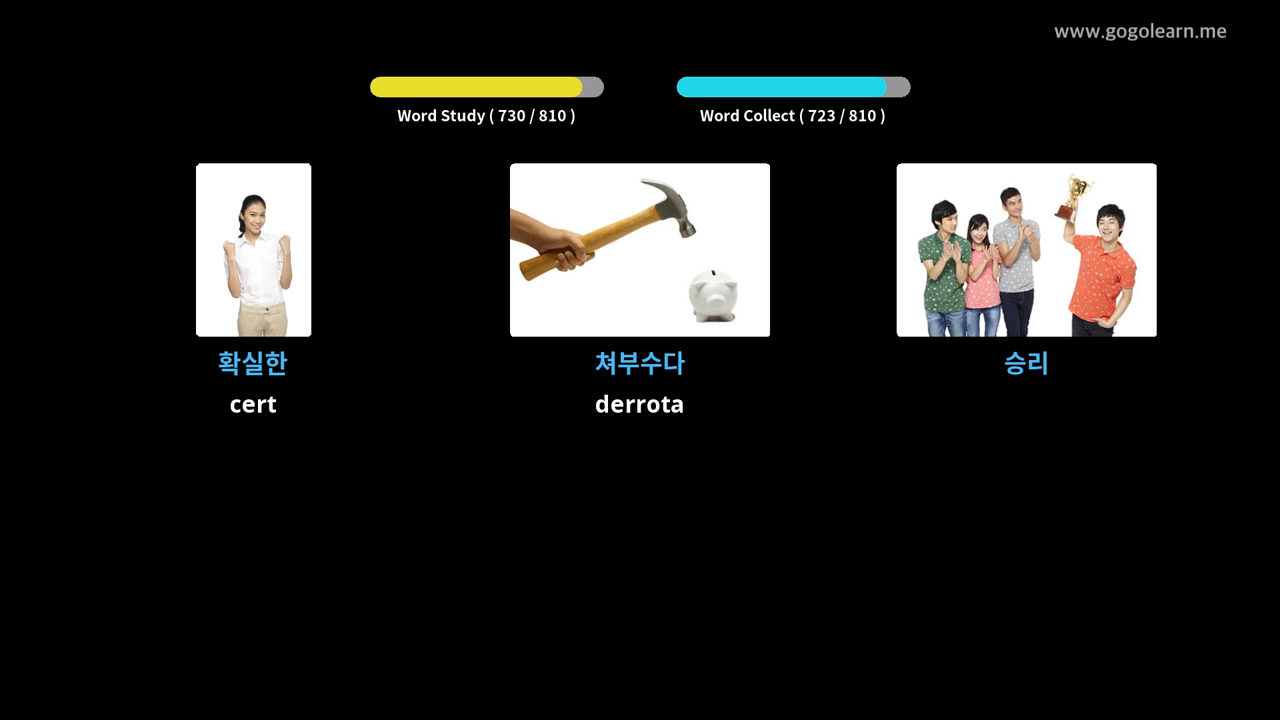 www.gogolearn.me
Word Study ( 730 / 810 )
Word Collect ( 723 / 810 )
확실한
쳐부수다
승리
cert
derrota